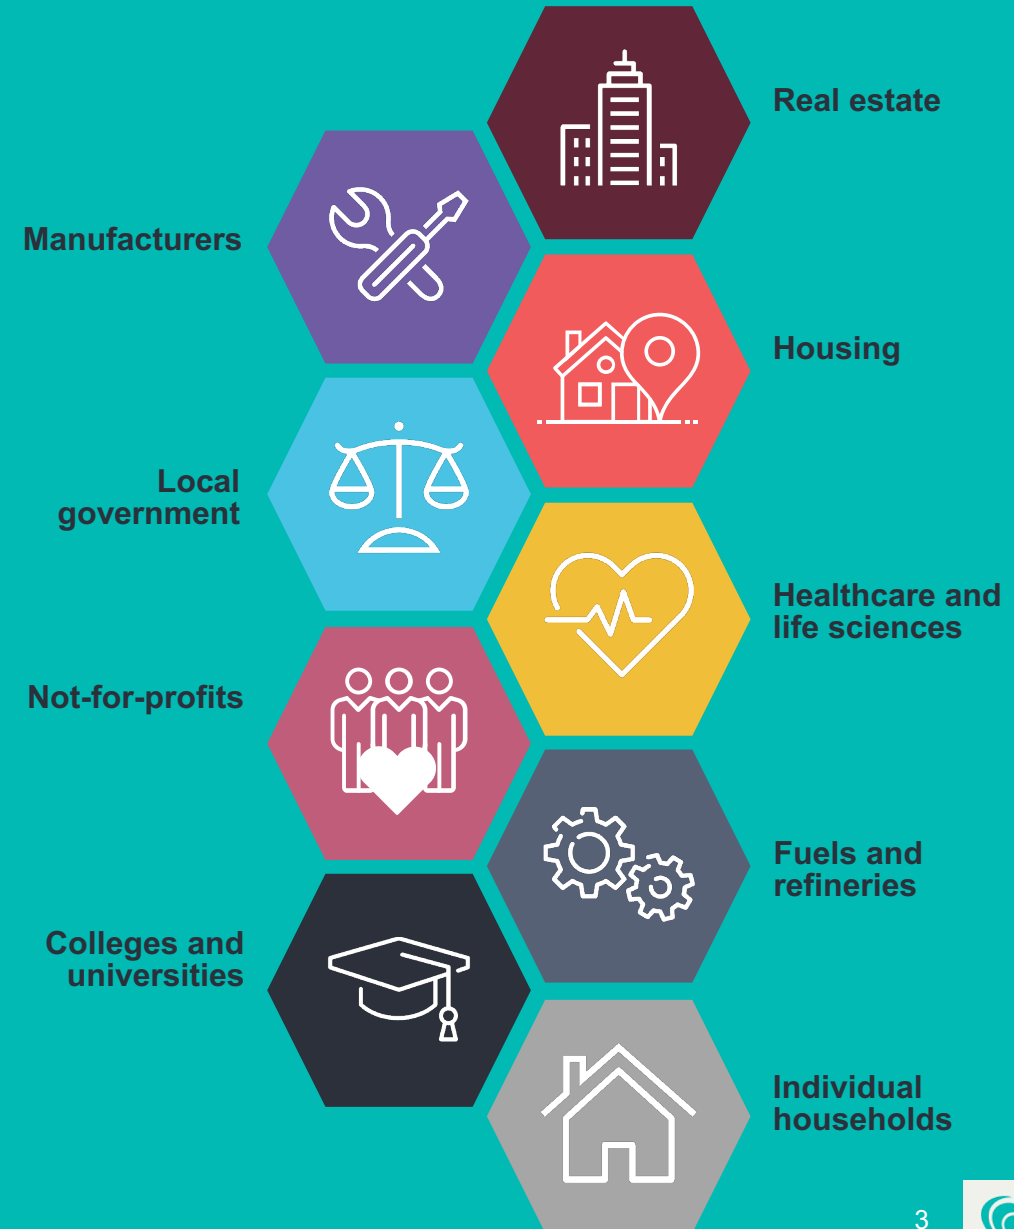 Real estate
Manufacturers
Housing
Local
government
Healthcare and
life sciences
Not-for-profits
Fuels and
refineries
Colleges and
universities
Individual
households
3